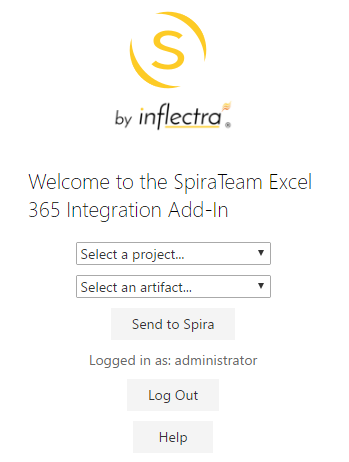 S
by inflectra®
Welcome to the SpiraTeam Excel
365 Integration Add-In
Select a project...
Select an artifact...
Send to Spira
Logged in as: administrator
Log Out
Help